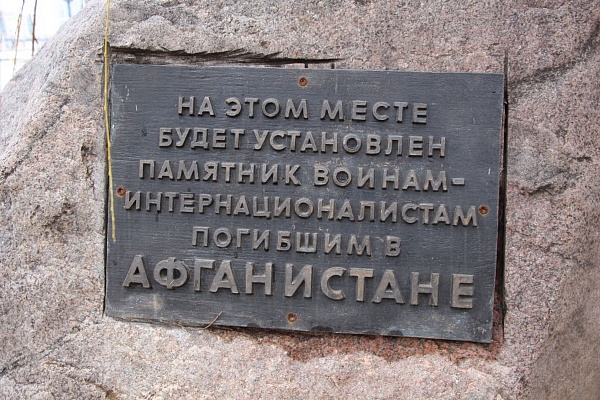 НА ЭТОМ МЕСТЕ
БУДЕТ УСТАНОВЛЕН
ПАМЯТНИК ВОИНАМ-
ИНТЕРНАЦИОНАЛИСТАМ
ПОГИБШИМ В
АФГАНИСТАНЕ